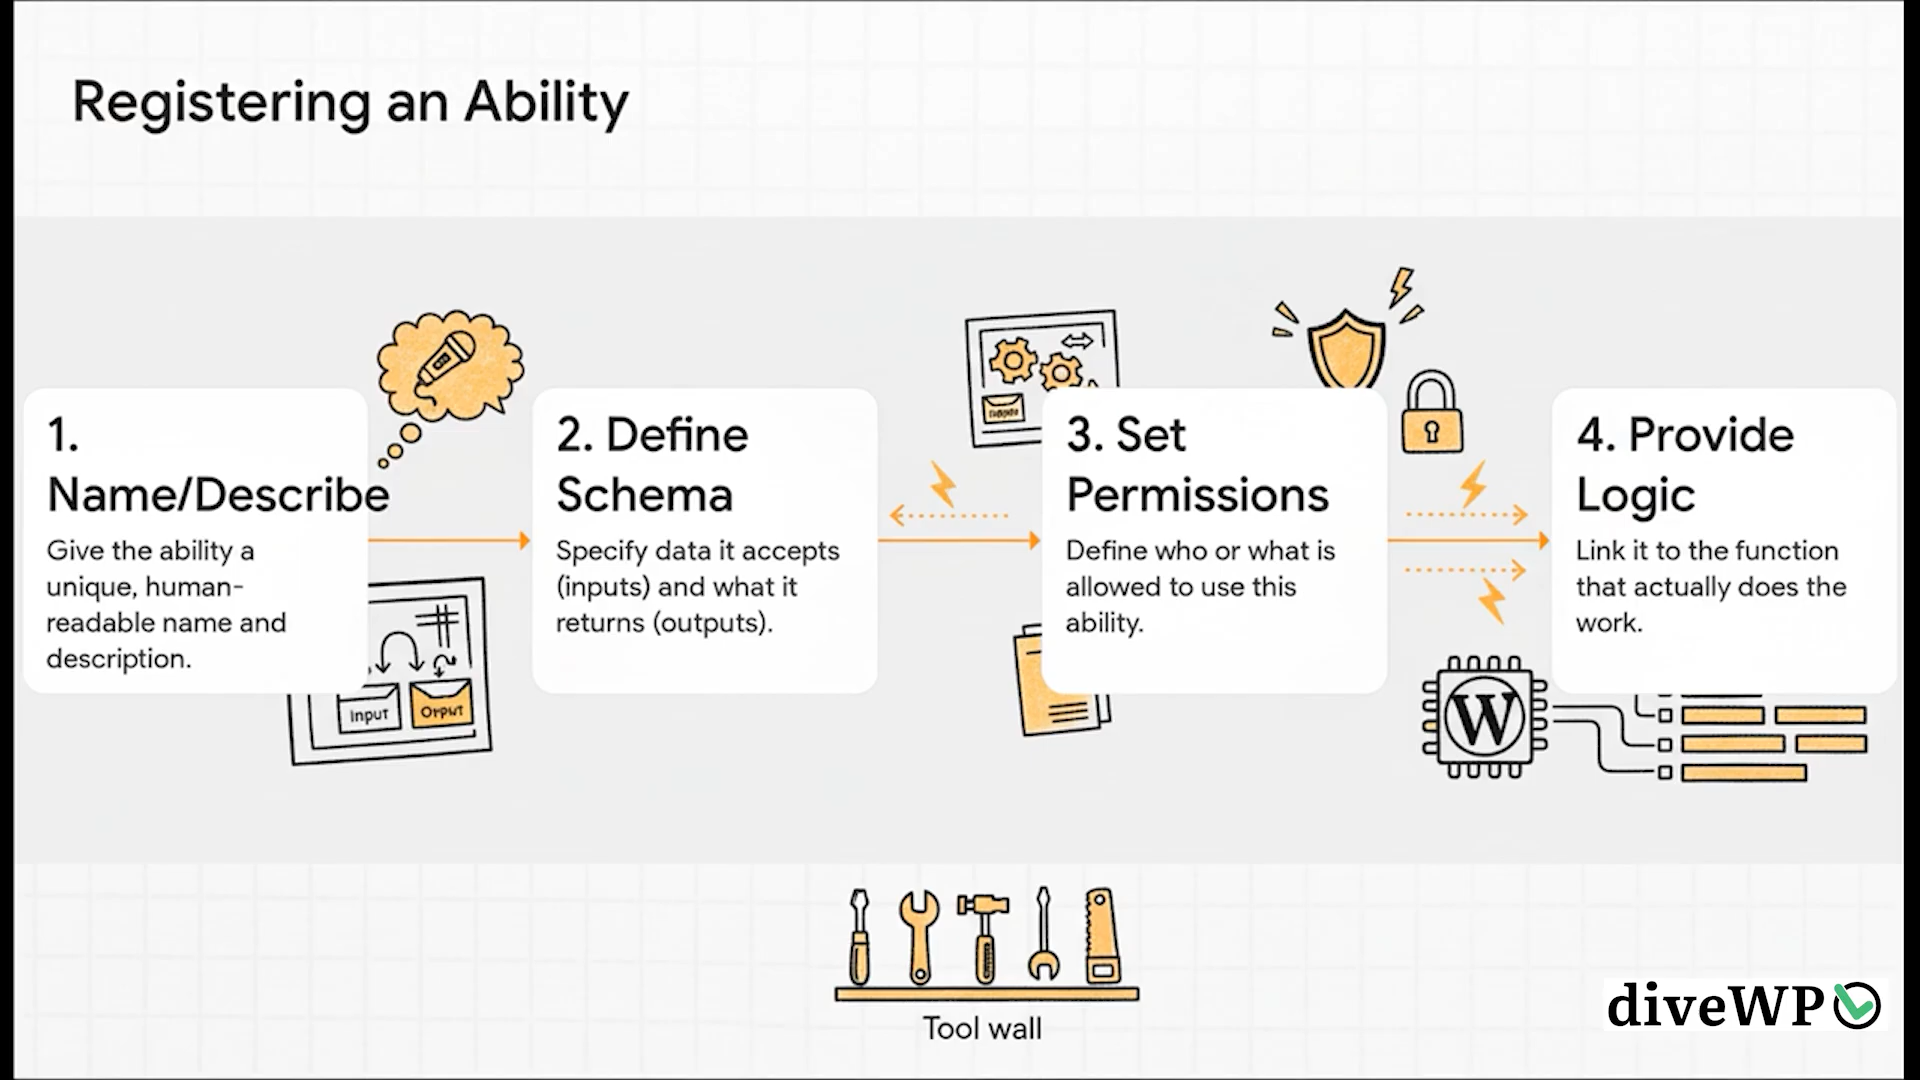 Registering an Ability
1.
Name/Describe
Give the ability a
unique, human-
readable name and
description.
2. Define
Schema
Specify data it accepts
(inputs) and what it
returns (outputs).
3. Set
Permissions
Define who or what is
allowed to use this
ability.
4. Provide
Logic
Link it to the function
that actually does the
work.
Input
Orput
W
Tool wall
diveWP